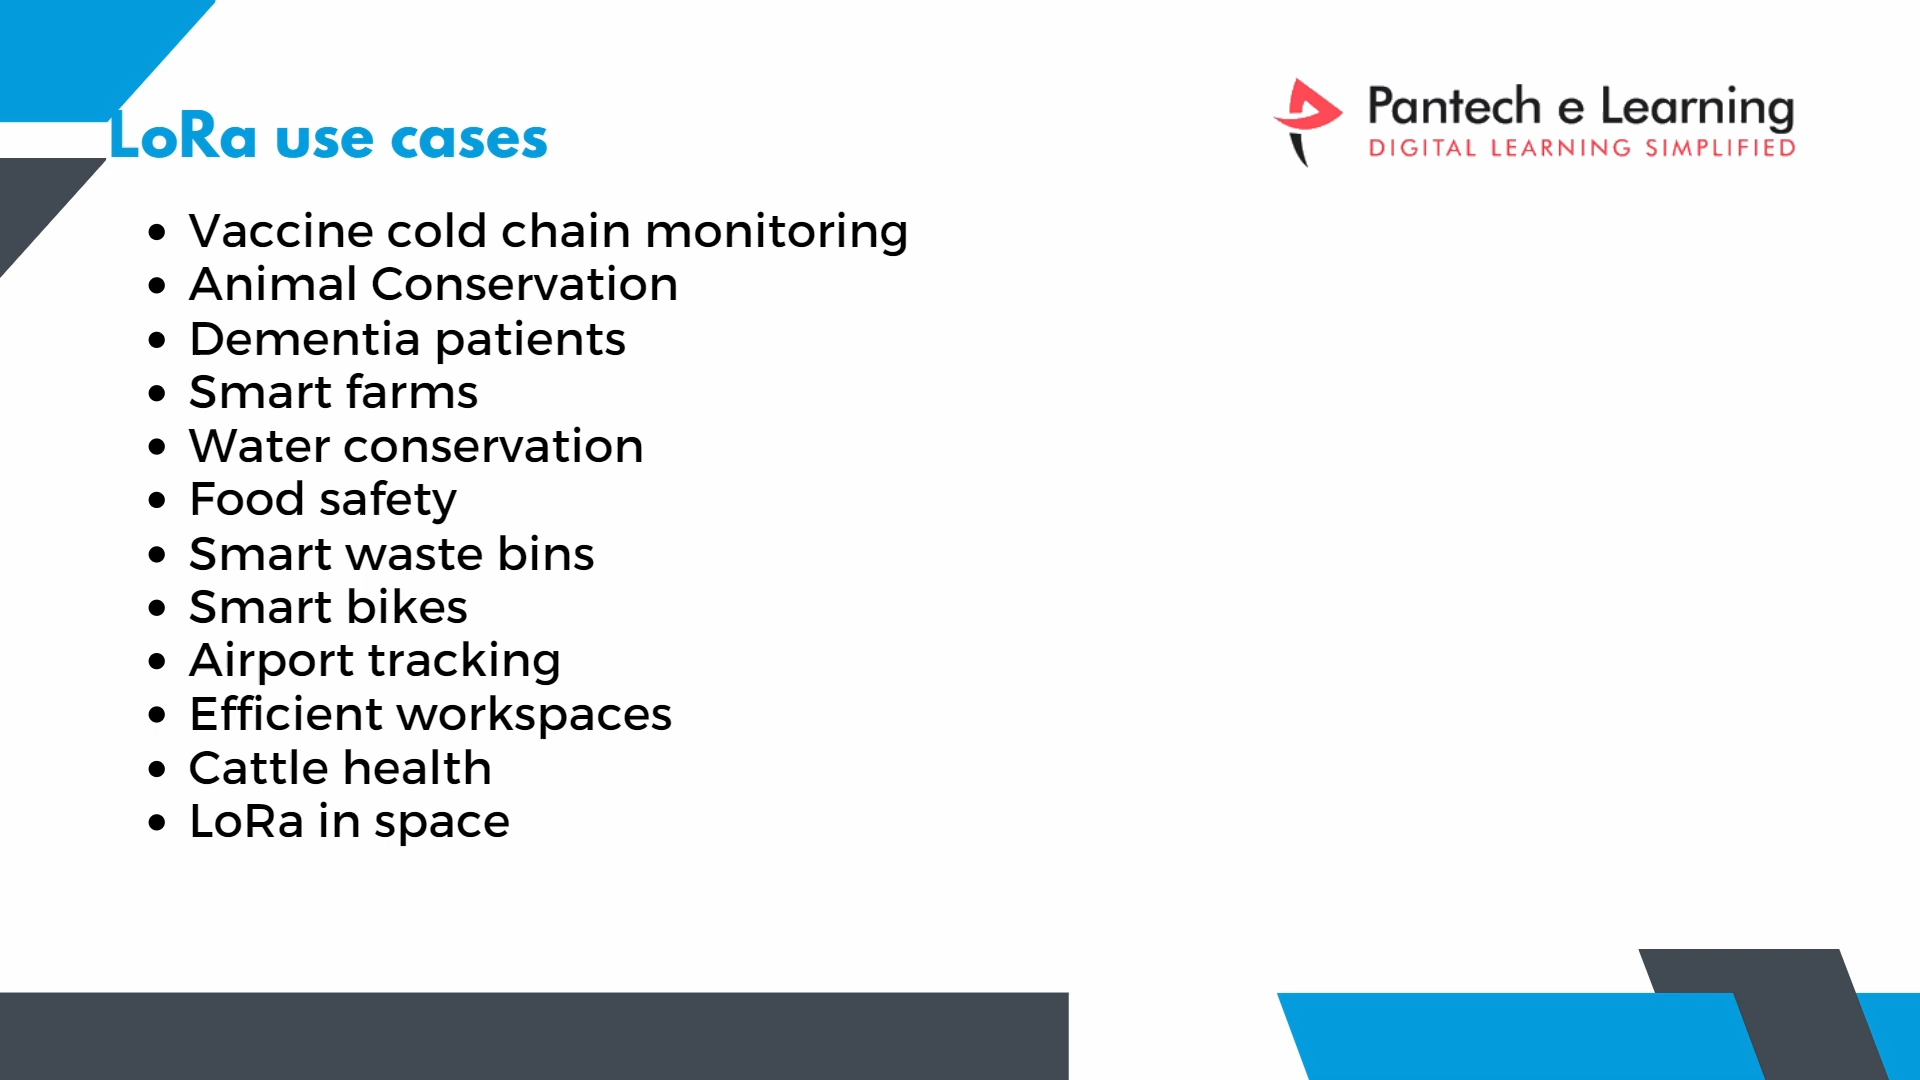 LoRa use cases
Pantech e Learning
DIGITAL LEARNING SIMPLIFIED
• Vaccine cold chain monitoring
• Animal Conservation
• Dementia patients
• Smart farms
• Water conservation
• Food safety
• Smart waste bins
• Smart bikes
• Airport tracking
• Efficient workspaces
• Cattle health
• LoRa in space